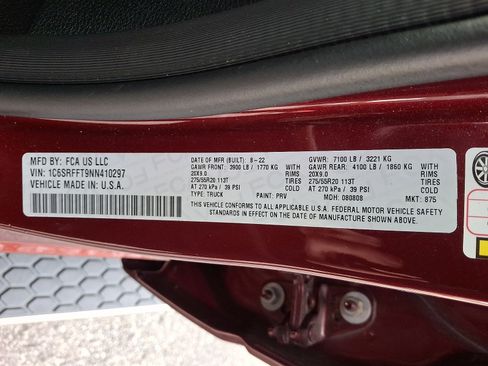 MFD BY: FCA US LLC
VIN: 1C6SRFFT9NN410297
VEHICLE MADE IN: U.S.A.
DATE OF MFR (BUILT): 8-22
GAWR FRONT: 3900 LB / 1770 KG
20X9.0 RIMS
275/55R20 113T TIRES
AT 270 kPa / 39 PSI COLD
TYPE: TRUCK PAINT: PRV
GVWR: 7100 LB / 3221 KG
GAWR REAR: 4100 LB / 1860 KG WITH
20X9.0 RIMS
275/55R20 113T TIRES
AT 270 kPa / 39 PSI COLD
MDH: 080808 MKT: 875
THIS VEHICLE CONFORMS TO ALL APPLICABLE U.S.A. FEDERAL MOTOR VEHICLE SAFETY
STANDARDS IN EFFECT ON THE DATE OF MANUFACTURE SHOWN ABOVE.